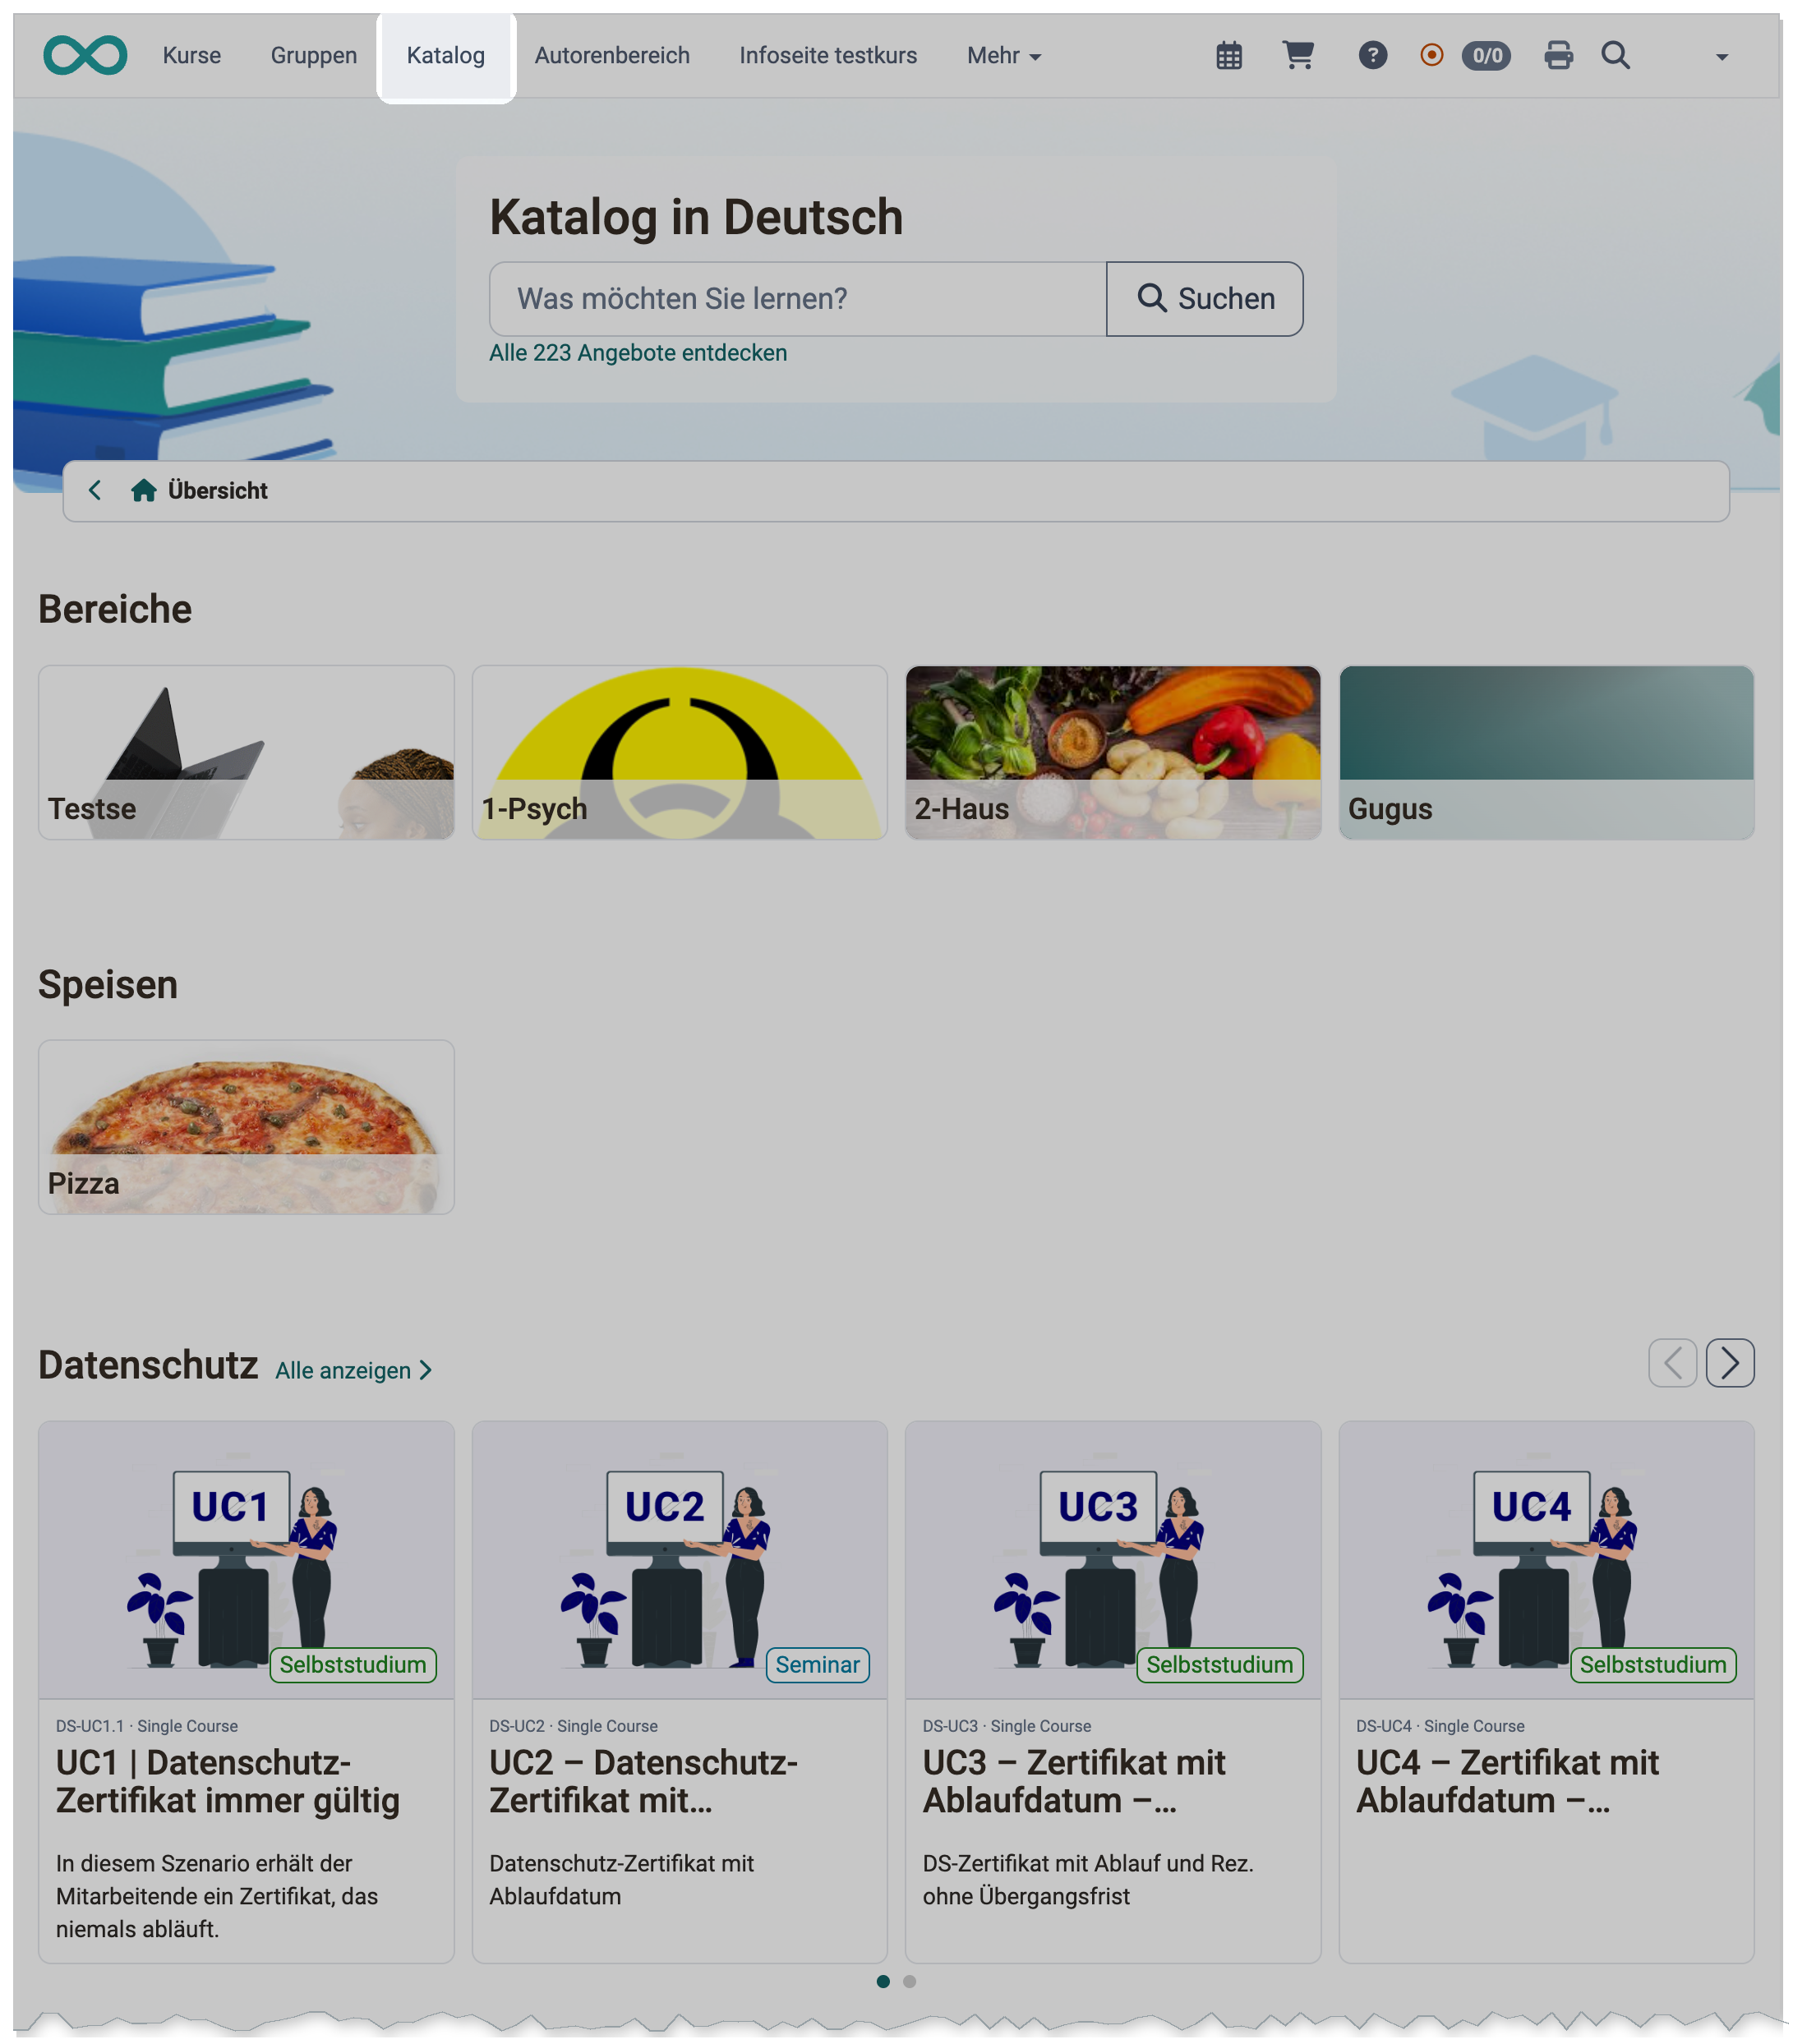 Kurse Gruppen Katalog Autorenbereich Infoseite testkurs Mehr ? 0/0
Katalog in Deutsch
Was möchten Sie lernen? Suchen
Alle 223 Angebote entdecken
Übersicht
Bereiche
Testse 1-Psych 2-Haus Gugus
Speisen
Pizza
Datenschutz Alle anzeigen
UC1
Selbststudium
DS-UC1.1 · Single Course
UC1 | Datenschutz-
Zertifikat immer gültig
In diesem Szenario erhält der
Mitarbeitende ein Zertifikat, das
niemals abläuft.
UC2
Seminar
DS-UC2 · Single Course
UC2 – Datenschutz-
Zertifikat mit...
Datenschutz-Zertifikat mit
Ablaufdatum
UC3
Selbststudium
DS-UC3 · Single Course
UC3 – Zertifikat mit
Ablaufdatum –...
DS-Zertifikat mit Ablauf und Rez.
ohne Übergangsfrist
UC4
Selbststudium
DS-UC4 · Single Course
UC4 – Zertifikat mit
Ablaufdatum –...